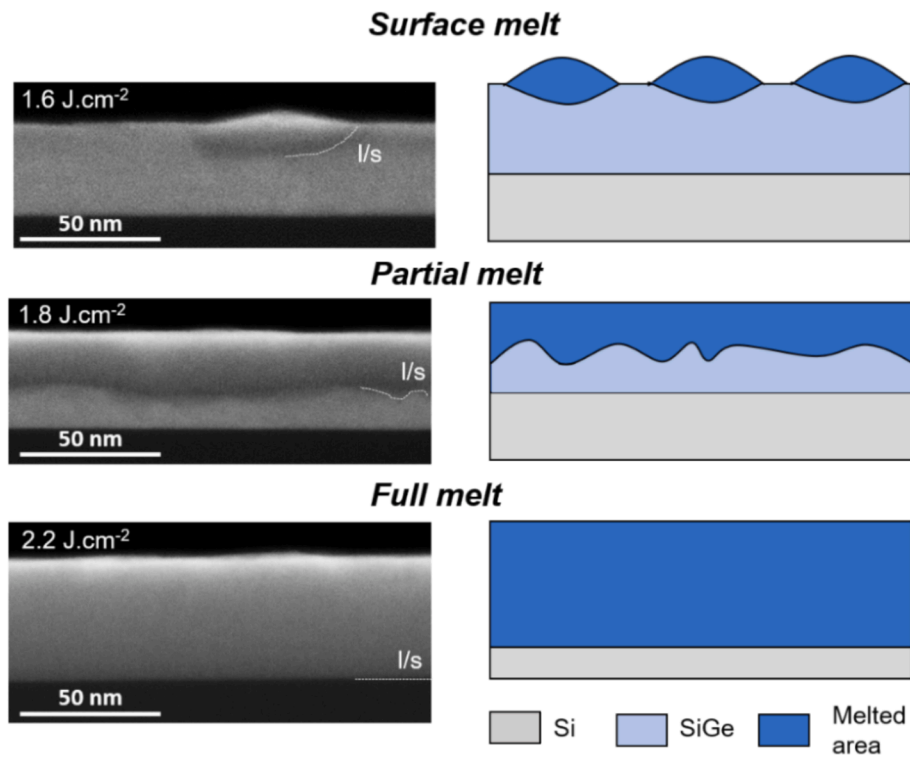 Surface melt
1.6 J.cm-2
l/s
50 nm
Partial melt
1.8 J.cm-2
l/s
50 nm
Full melt
2.2 J.cm-2
l/s
50 nm
Si
SiGe
Melted
area